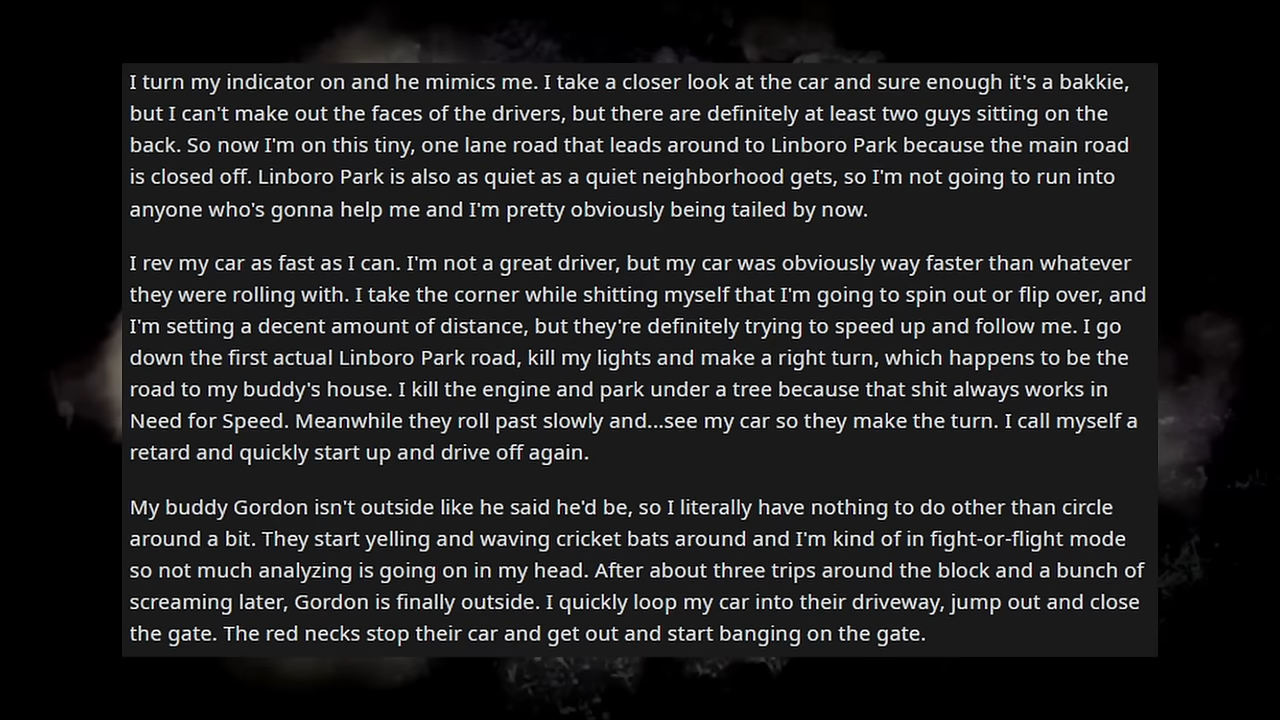 I turn my indicator on and he mimics me. I take a closer look at the car and sure enough it's a bakkie,
but I can't make out the faces of the drivers, but there are definitely at least two guys sitting on the
back. So now I'm on this tiny, one lane road that leads around to Linboro Park because the main road
is closed off. Linboro Park is also as quiet as a quiet neighborhood gets, so I'm not going to run into
anyone who's gonna help me and I'm pretty obviously being tailed by now.
I rev my car as fast as I can. I'm not a great driver, but my car was obviously way faster than whatever
they were rolling with. I take the corner while shitting myself that I'm going to spin out or flip over, and
I'm setting a decent amount of distance, but they're definitely trying to speed up and follow me. I go
down the first actual Linboro Park road, kill my lights and make a right turn, which happens to be the
road to my buddy's house. I kill the engine and park under a tree because that shit always works in
Need for Speed. Meanwhile they roll past slowly and...see my car so they make the turn. I call myself a
retard and quickly start up and drive off again.
My buddy Gordon isn't outside like he said he'd be, so I literally have nothing to do other than circle
around a bit. They start yelling and waving cricket bats around and I'm kind of in fight-or-flight mode
so not much analyzing is going on in my head. After about three trips around the block and a bunch of
screaming later, Gordon is finally outside. I quickly loop my car into their driveway, jump out and close
the gate. The red necks stop their car and get out and start banging on the gate.